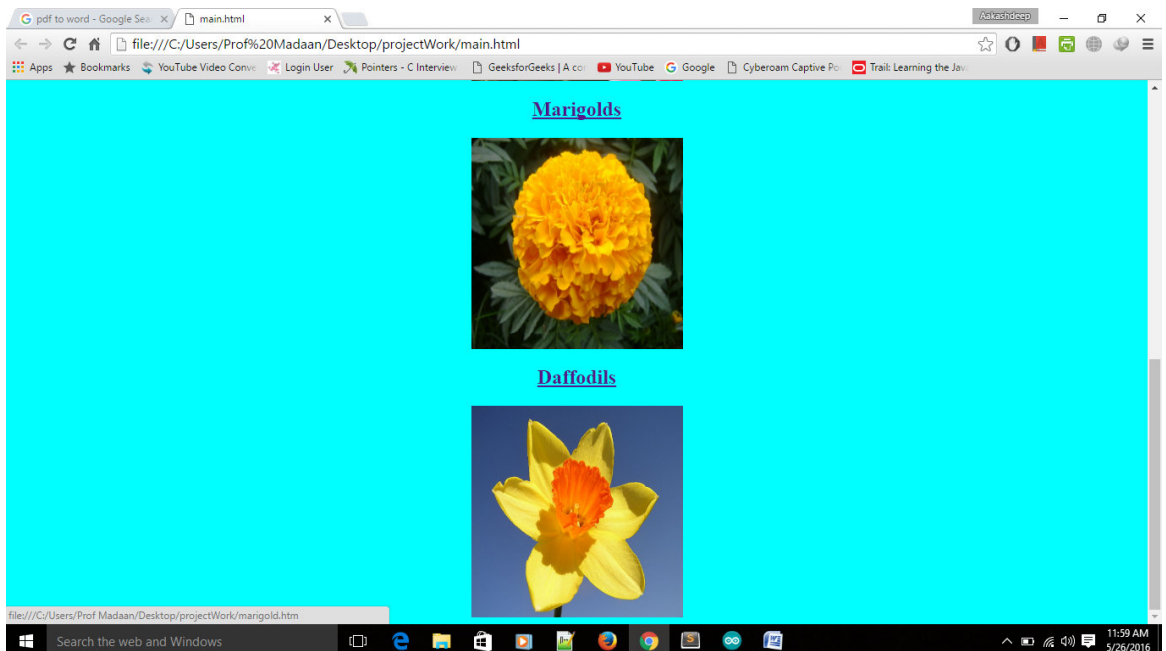 pdf to word - Google Sea
main.html
Aakashdeep
file:///C:/Users/Prof%20Madaan/Desktop/projectWork/main.html
Apps Bookmarks YouTube Video Conve Login User Pointers - C Interview GeeksforGeeks | A co YouTube Google Cyberoam Captive Po Trail: Learning the Jav
Marigolds
Daffodils
file:///C:/Users/Prof Madaan/Desktop/projectWork/marigold.htm
Search the web and Windows
11:59 AM
5/26/2016